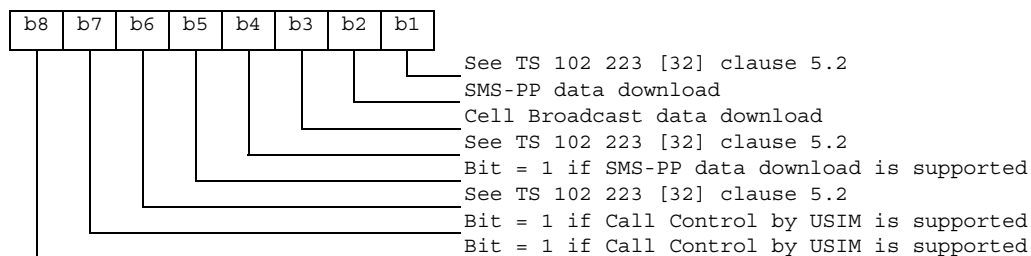 b8 b7 b6 b5 b4 b3 b2 b1
See TS 102 223 [32] clause 5.2
SMS-PP data download
Cell Broadcast data download
See TS 102 223 [32] clause 5.2
Bit = 1 if SMS-PP data download is supported
See TS 102 223 [32] clause 5.2
Bit = 1 if Call Control by USIM is supported
Bit = 1 if Call Control by USIM is supported